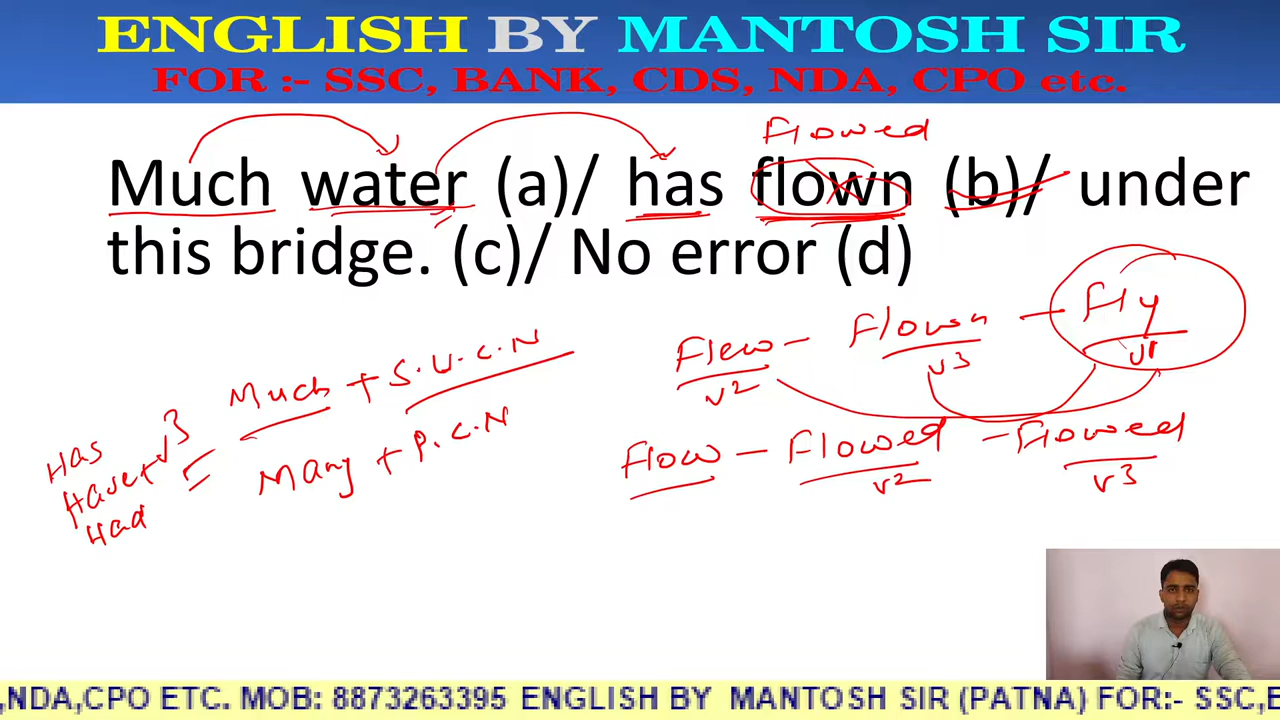 ENGLISH BY MANTOSH SIR
FOR :- SSC, BANK, CDS, NDA, CPO etc.
Flowed
Much water (a)/ has flown (b)/ under
this bridge. (c)/ No error (d)
Flew - Flown - Fly
v2 v3 v1
Much + S.U.C.N
Has
Have + v3 = Many + P.C.N
Had
Flow - Flowed - Flowed
v2 v3
,NDA,CPO ETC. MOB: 8873263395 ENGLISH BY MANTOSH SIR (PATNA) FOR:- SSC,E